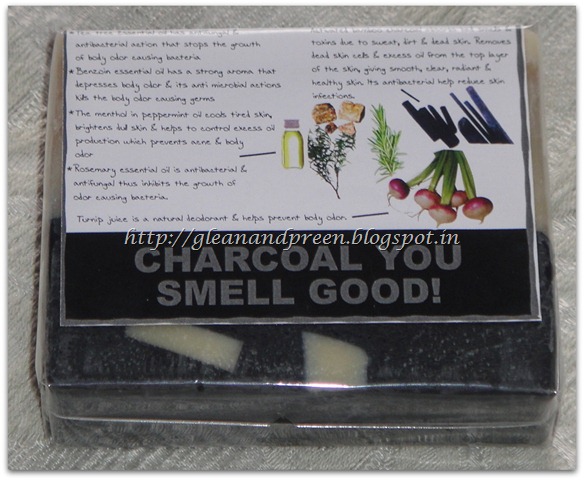 antibacterial action that stops the growth
of body odor causing bacteria
★Benzoin essential oil has a strong aroma that
depresses body odor & its anti microbial actions
kills the body odor causing germs
★The menthol in peppermint oil cools tired skin,
brightens dull skin & helps to control excess oil
production which prevents acne & body
odor
★Rosemary essential oil is antibacterial &
antifungal thus inhibits the growth of
odor causing bacteria.
Turnip juice is a natural deodorant & helps prevent body odor.
toxins due to sweat, dirt & dead skin. Removes
dead skin cells & excess oil from the top layer
of the skin, giving smooth, clear, radiant &
healthy skin. Its antibacterial help reduce skin
infections.
http://gleanandpreen.blogspot.in
CHARCOAL YOU
SMELL GOOD!